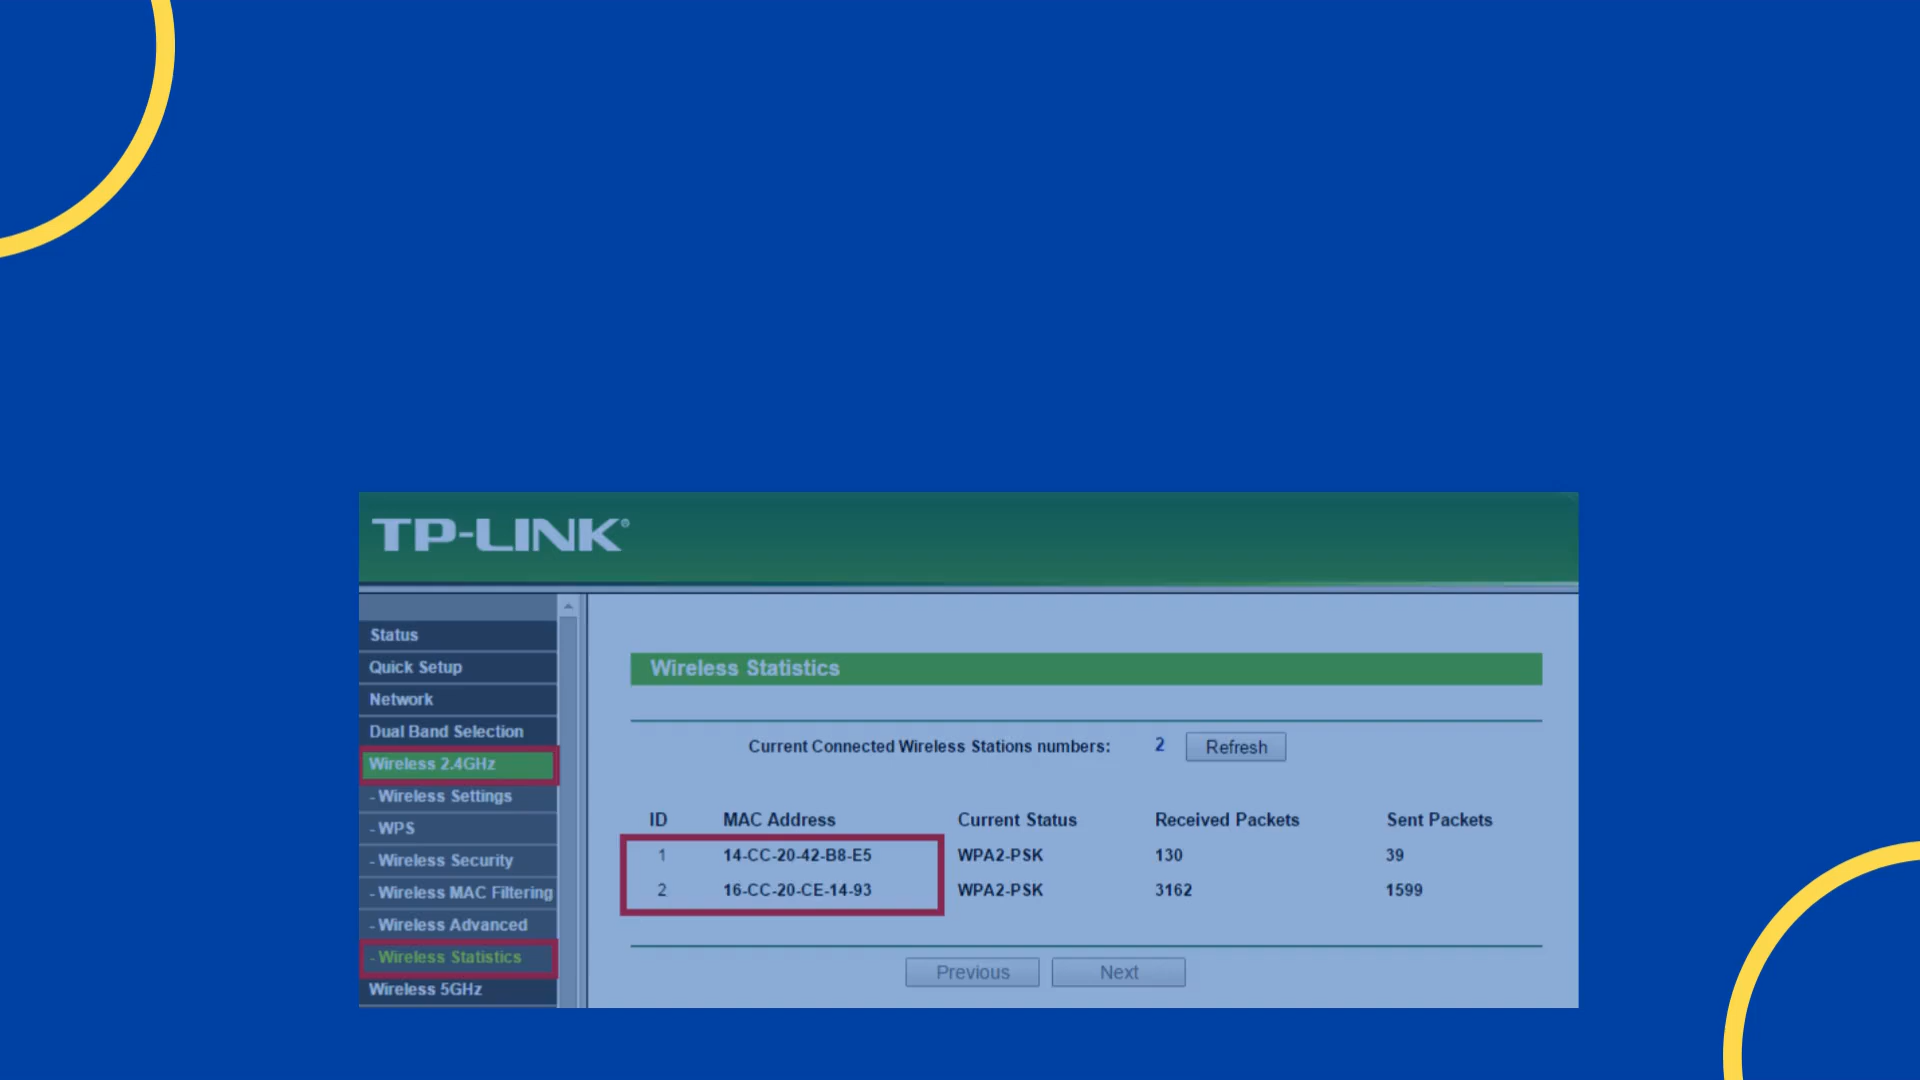 TP-LINK®
Status
Quick Setup
Network
Dual Band Selection
Wireless 2.4GHz
- Wireless Settings
- WPS
- Wireless Security
- Wireless MAC Filtering
- Wireless Advanced
- Wireless Statistics
Wireless 5GHz
Wireless Statistics
Current Connected Wireless Stations numbers: 2 Refresh
ID MAC Address Current Status Received Packets Sent Packets
1 14-CC-20-42-B8-E5 WPA2-PSK 130 39
2 16-CC-20-CE-14-93 WPA2-PSK 3162 1599
Previous Next